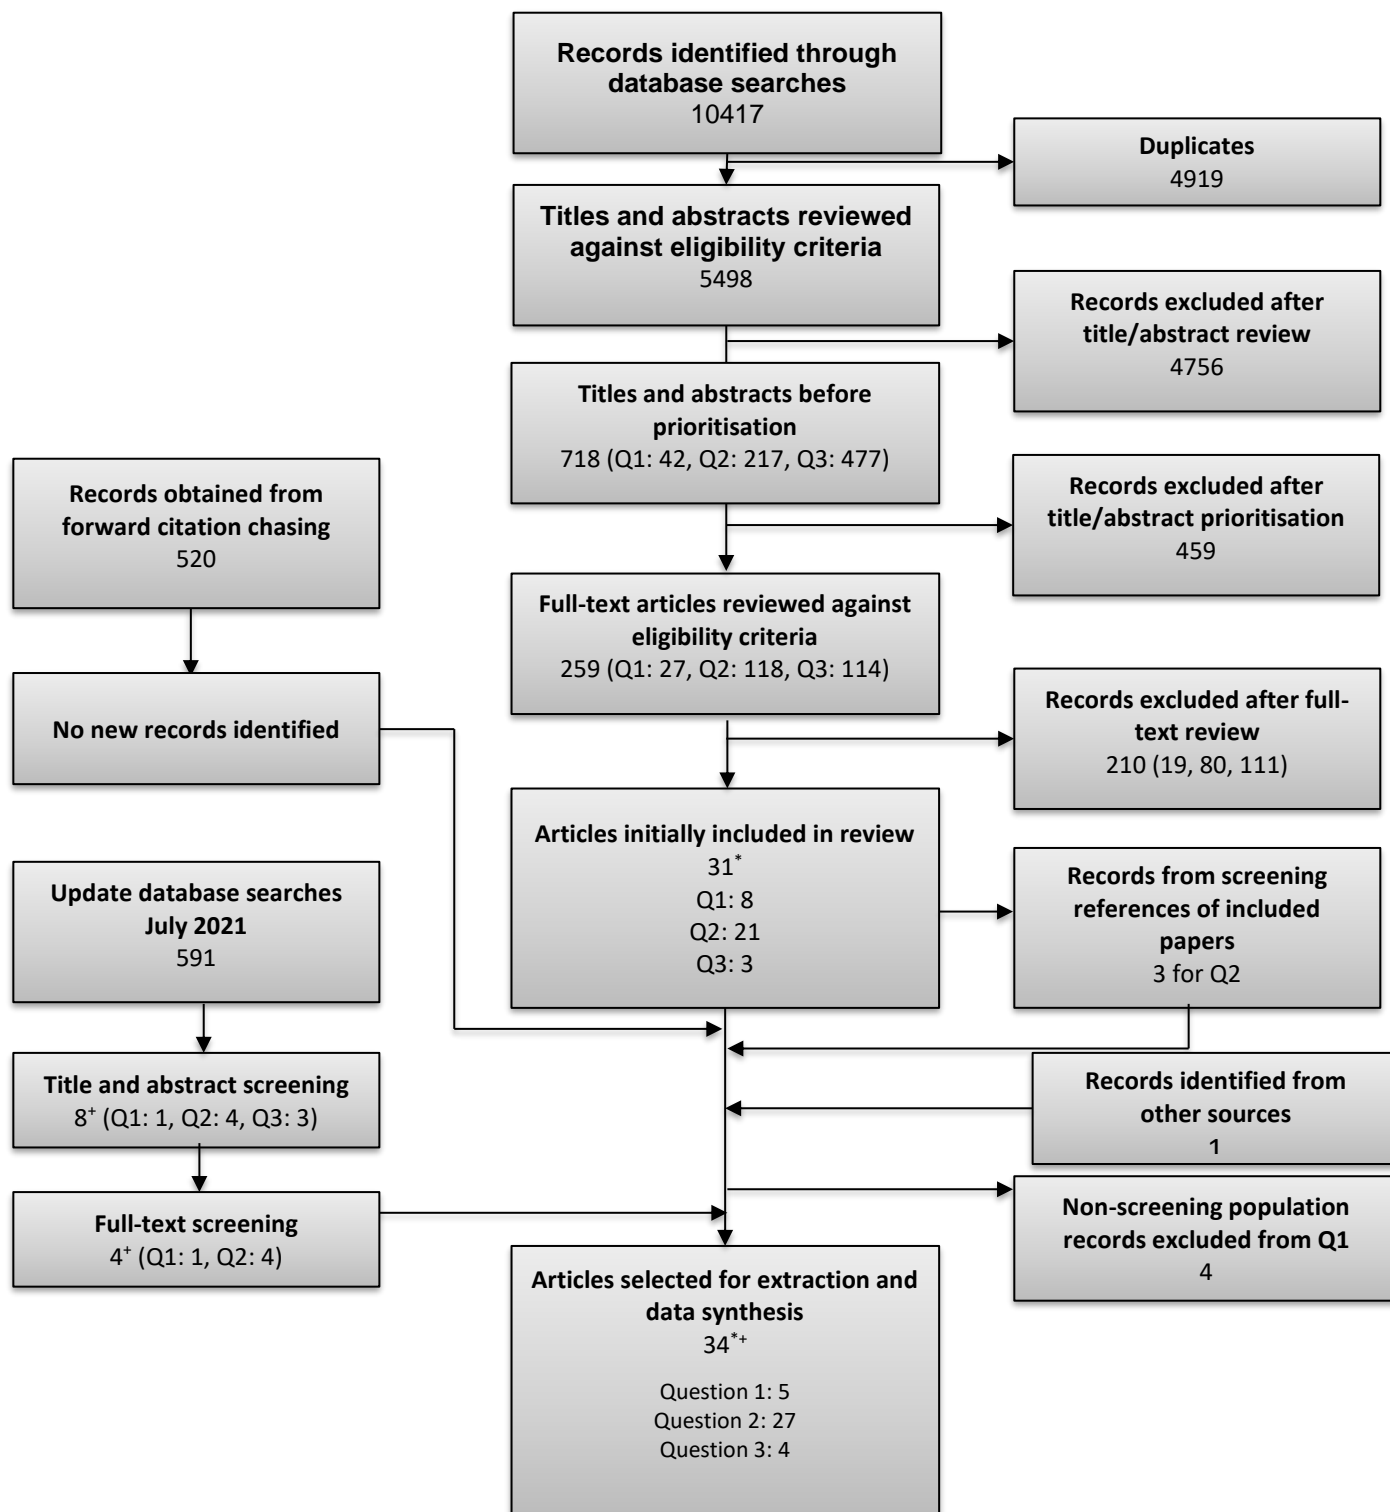 Records identified through
database searches
10417
Duplicates
4919
Titles and abstracts reviewed
against eligibility criteria
5498
Records excluded after
title/abstract review
4756
Titles and abstracts before
prioritisation
718 (Q1: 42, Q2: 217, Q3: 477)
Records excluded after
title/abstract prioritisation
459
Records obtained from
forward citation chasing
520
Full-text articles reviewed against
eligibility criteria
259 (Q1: 27, Q2: 118, Q3: 114)
No new records identified
Records excluded after full-
text review
210 (19, 80, 111)
Articles initially included in review
31*
Q1: 8
Q2: 21
Q3: 3
Records from screening
references of included
papers
3 for Q2
Update database searches
July 2021
591
Title and abstract screening
8+ (Q1: 1, Q2: 4, Q3: 3)
Records identified from
other sources
1
Full-text screening
4+ (Q1: 1, Q2: 4)
Non-screening population
records excluded from Q1
4
Articles selected for extraction and
data synthesis
34*+
Question 1: 5
Question 2: 27
Question 3: 4